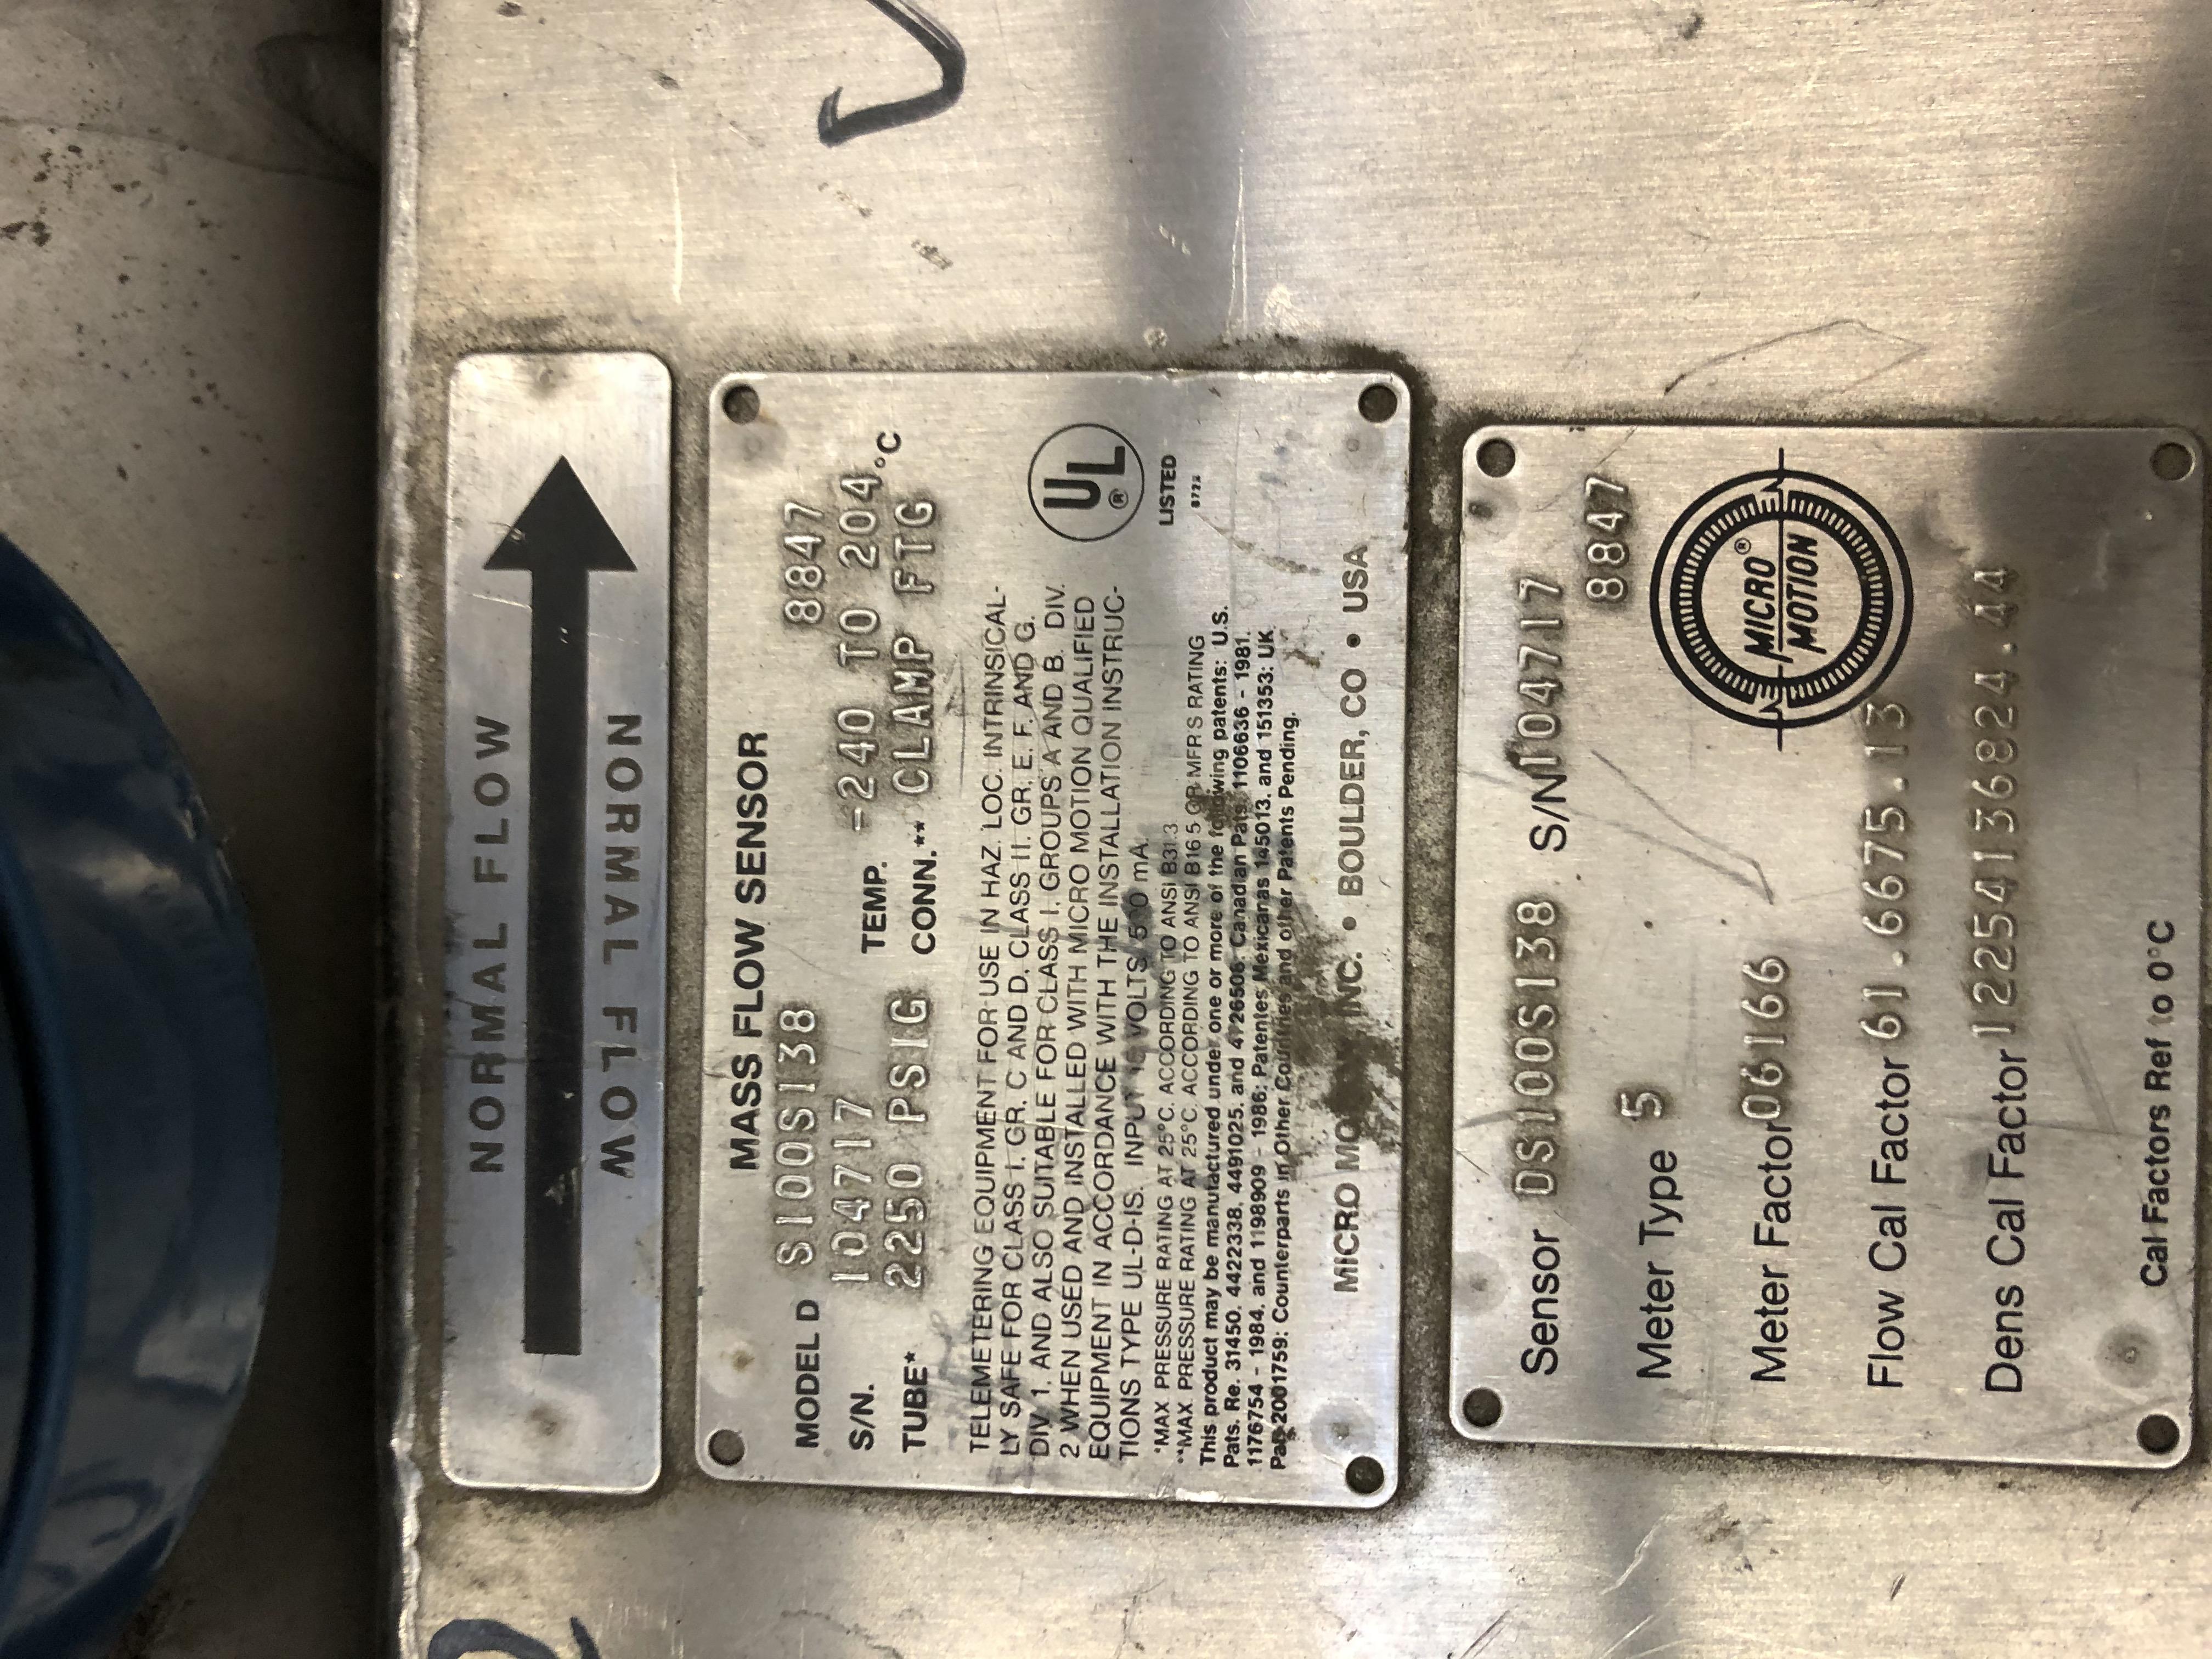 NORMAL FLOW
NORMAL FLOW
MASS FLOW SENSOR
MODEL D S100S138 8847
S/N. 104717 TEMP. -240 TO 204 °C
TUBE* 2250 PSIG CONN.** CLAMP FTG
TELEMETERING EQUIPMENT FOR USE IN HAZ. LOC. INTRINSICAL-
LY SAFE FOR CLASS I. GR. C AND D. CLASS II. GR. E. F. AND G.
DIV. 1. AND ALSO SUITABLE FOR CLASS I. GROUPS A AND B. DIV.
2 WHEN USED AND INSTALLED WITH MICRO MOTION QUALIFIED
EQUIPMENT IN ACCORDANCE WITH THE INSTALLATION INSTRUC-
TIONS TYPE UL-D-IS. INPUT VOLTS mA.
*MAX PRESSURE RATING AT 25°C. ACCORDING TO ANSI B31.3
**MAX. PRESSURE RATING AT 25°C. ACCORDING TO ANSI B16 5 OR MFR S RATING
This product may be manufactured under one or more of the following patents: U.S.
Pats. Re. 31450. 4422338. 4491025. and Canadian Pats. 1106636 - 1981.
1176754 - 1984. and 1198909 - 1986; Patentes Mexicanas 145013. and 151353: UK
Pat. 2001759: Counterparts in Other Countries and other Patents Pending.
UL
®
LISTED
MICRO MOTION INC. • BOULDER, CO • USA
Sensor DS100S138 S/N 104717
8847
Meter Type 5
Meter Factor 06166
MICRO ®
MOTION
Flow Cal Factor 61.6675.13
Dens Cal Factor 12254136824.44
Cal Factors Ref to 0°C